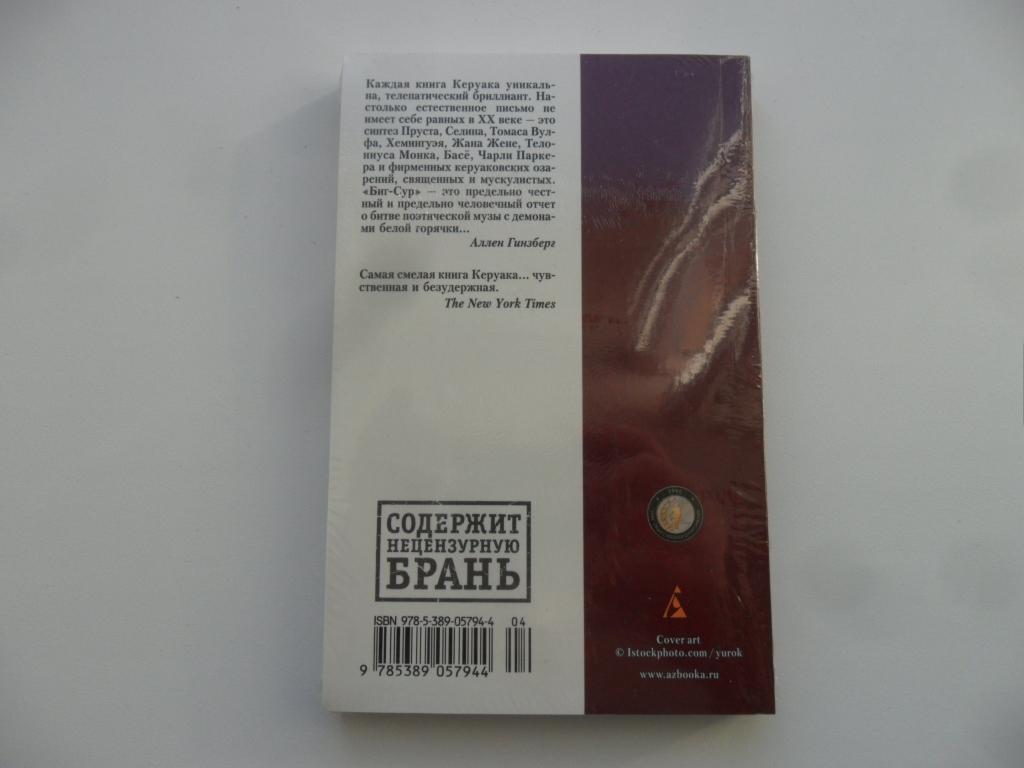 Каждая книга Керуака уникаль-
на, телепатический бриллиант. На-
столько естественное письмо не
имеет себе равных в XX веке – это
синтез Пруста, Селина, Томаса Вул-
фа, Хемингуэя, Жана Жене, Тело-
ниуса Монка, Басё, Чарли Парке-
ра и фирменных керуаковских оза-
рений, священных и мускулистых.
«Биг-Сур» – это предельно чест-
ный и предельно человечный отчет
о битве поэтической музы с демона-
ми белой горячки...
Аллен Гинзберг
Самая смелая книга Керуака... чув-
ственная и безудержная.
The New York Times
СОДЕРЖИТ
НЕЦЕНЗУРНУЮ
БРАНЬ
ISBN 978-5-389-05794-4 04
9 785389 057944
Cover art
© Istockphoto.com/yurok
www.azbooka.ru